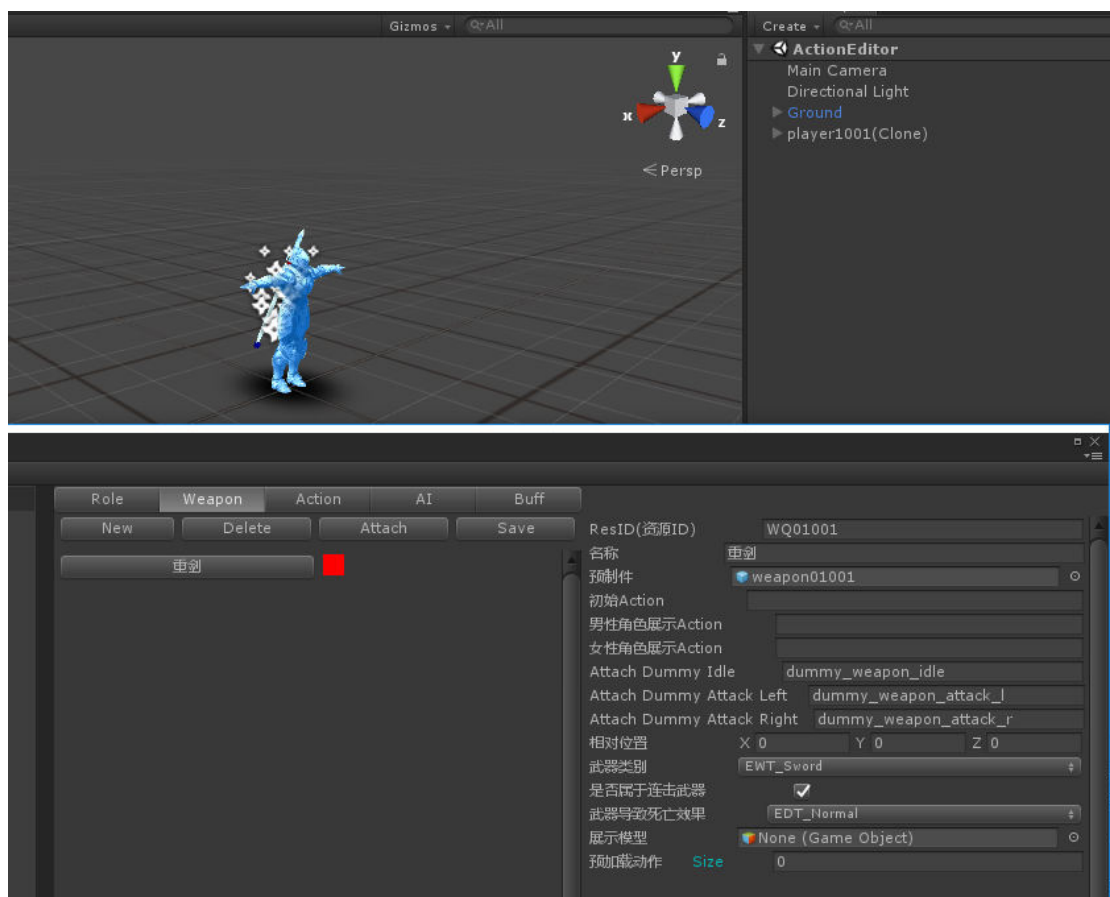 Gizmos All
Create All
ActionEditor
Main Camera
Directional Light
Ground
player1001(Clone)
y
x
z
Persp
Role Weapon Action AI Buff
New Delete Attach Save
重剑
ResID(资源ID) WQ01001
名称 重剑
预制件 weapon01001
初始Action
男性角色展示Action
女性角色展示Action
Attach Dummy Idle dummy_weapon_idle
Attach Dummy Attack Left dummy_weapon_attack_l
Attach Dummy Attack Right dummy_weapon_attack_r
相对位置 X 0 Y 0 Z 0
武器类别 EWT_Sword
是否属于连击武器
武器导致死亡效果 EDT_Normal
展示模型 None (Game Object)
预加载动作 Size 0